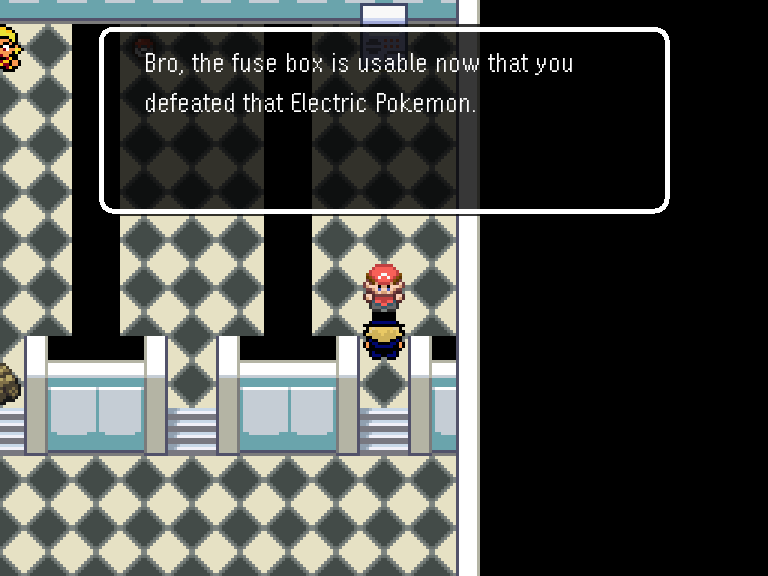 Bro, the fuse box is usable now that you
defeated that Electric Pokemon.